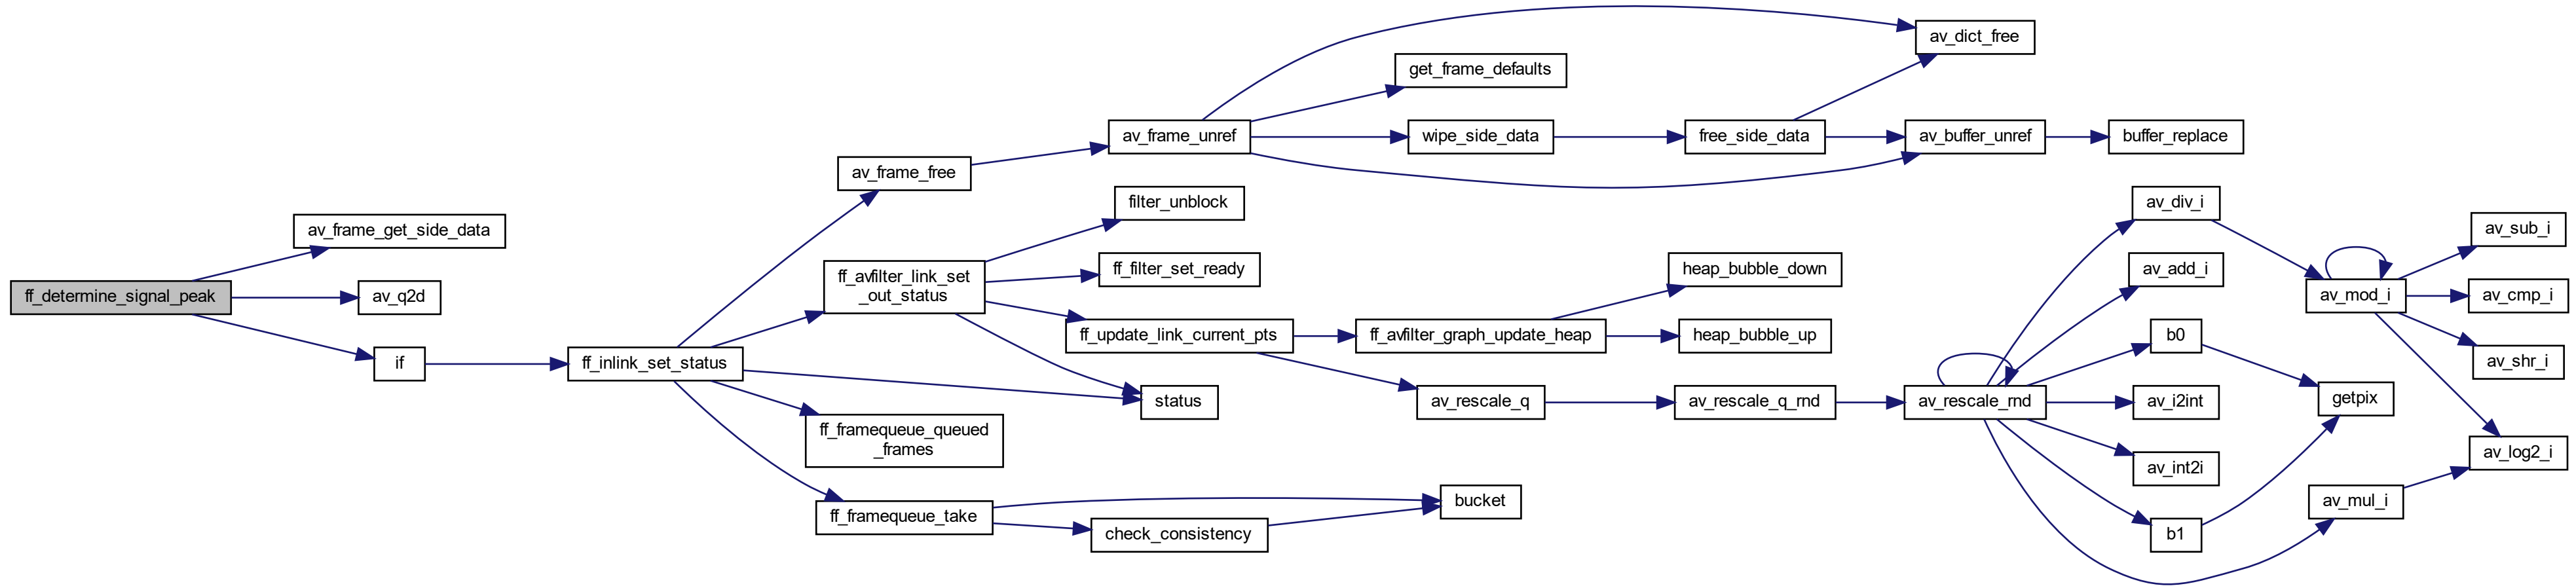 ff_determine_signal_peak
av_frame_get_side_data
av_q2d
if
ff_inlink_set_status
av_frame_free
ff_avfilter_link_set
_out_status
ff_framequeue_queued
_frames
ff_framequeue_take
av_frame_unref
filter_unblock
ff_filter_set_ready
ff_update_link_current_pts
status
check_consistency
get_frame_defaults
wipe_side_data
ff_avfilter_graph_update_heap
av_rescale_q
bucket
free_side_data
heap_bubble_down
heap_bubble_up
av_rescale_q_rnd
av_dict_free
av_buffer_unref
av_rescale_rnd
buffer_replace
av_div_i
av_add_i
b0
av_i2int
av_int2i
b1
av_mod_i
getpix
av_mul_i
av_sub_i
av_cmp_i
av_shr_i
av_log2_i